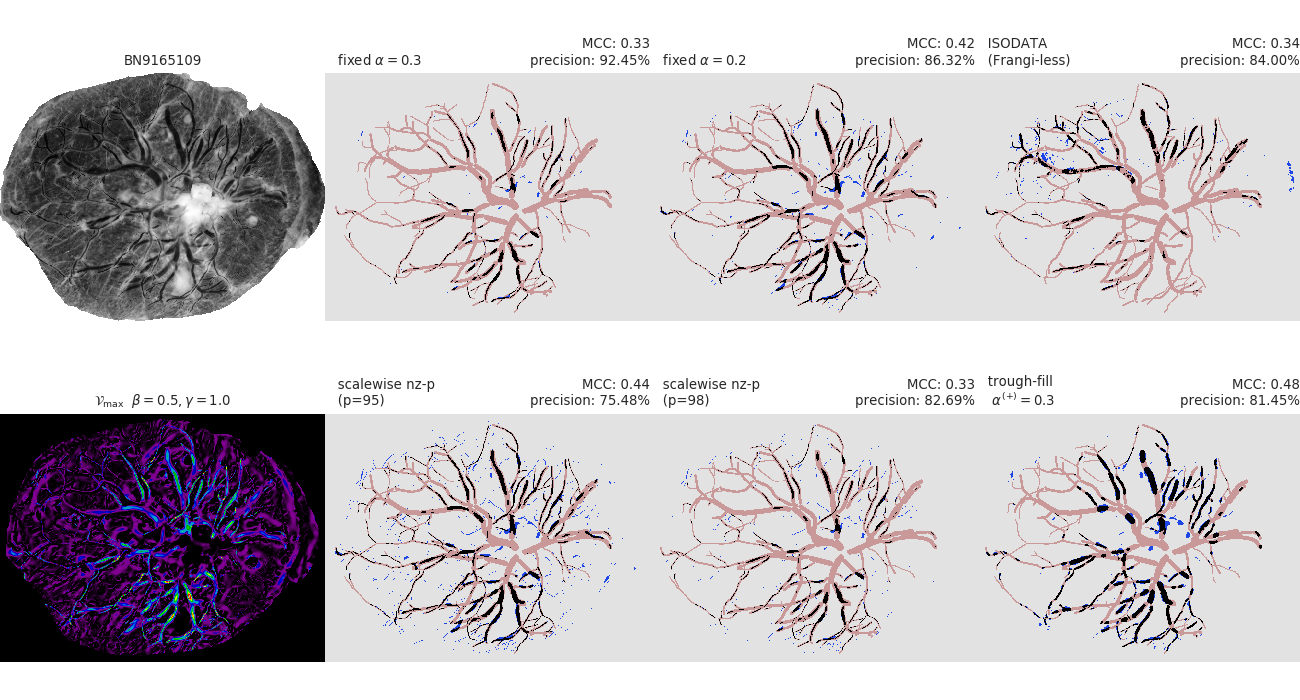 BN9165109
fixed α = 0.3
MCC: 0.33
precision: 92.45%
fixed α = 0.2
MCC: 0.42
precision: 86.32%
ISODATA
(Frangi-less)
MCC: 0.34
precision: 84.00%
𝒱max β = 0.5, γ = 1.0
scalewise nz-p
(p=95)
MCC: 0.44
precision: 75.48%
scalewise nz-p
(p=98)
MCC: 0.33
precision: 82.69%
trough-fill
α(+) = 0.3
MCC: 0.48
precision: 81.45%